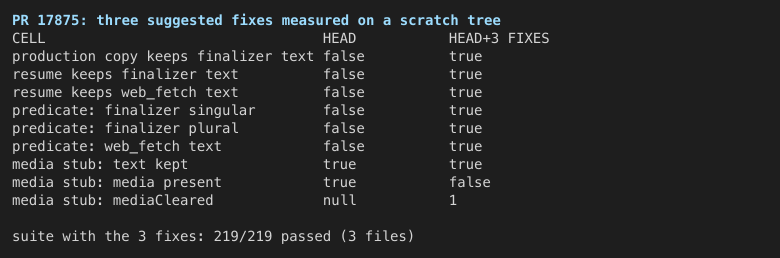 PR 17875: three suggested fixes measured on a scratch tree
CELL HEAD HEAD+3 FIXES
production copy keeps finalizer text false true
resume keeps finalizer text false true
resume keeps web_fetch text false true
predicate: finalizer singular false true
predicate: finalizer plural false true
predicate: web_fetch text false true
media stub: text kept true true
media stub: media present true false
media stub: mediaCleared null 1
suite with the 3 fixes: 219/219 passed (3 files)